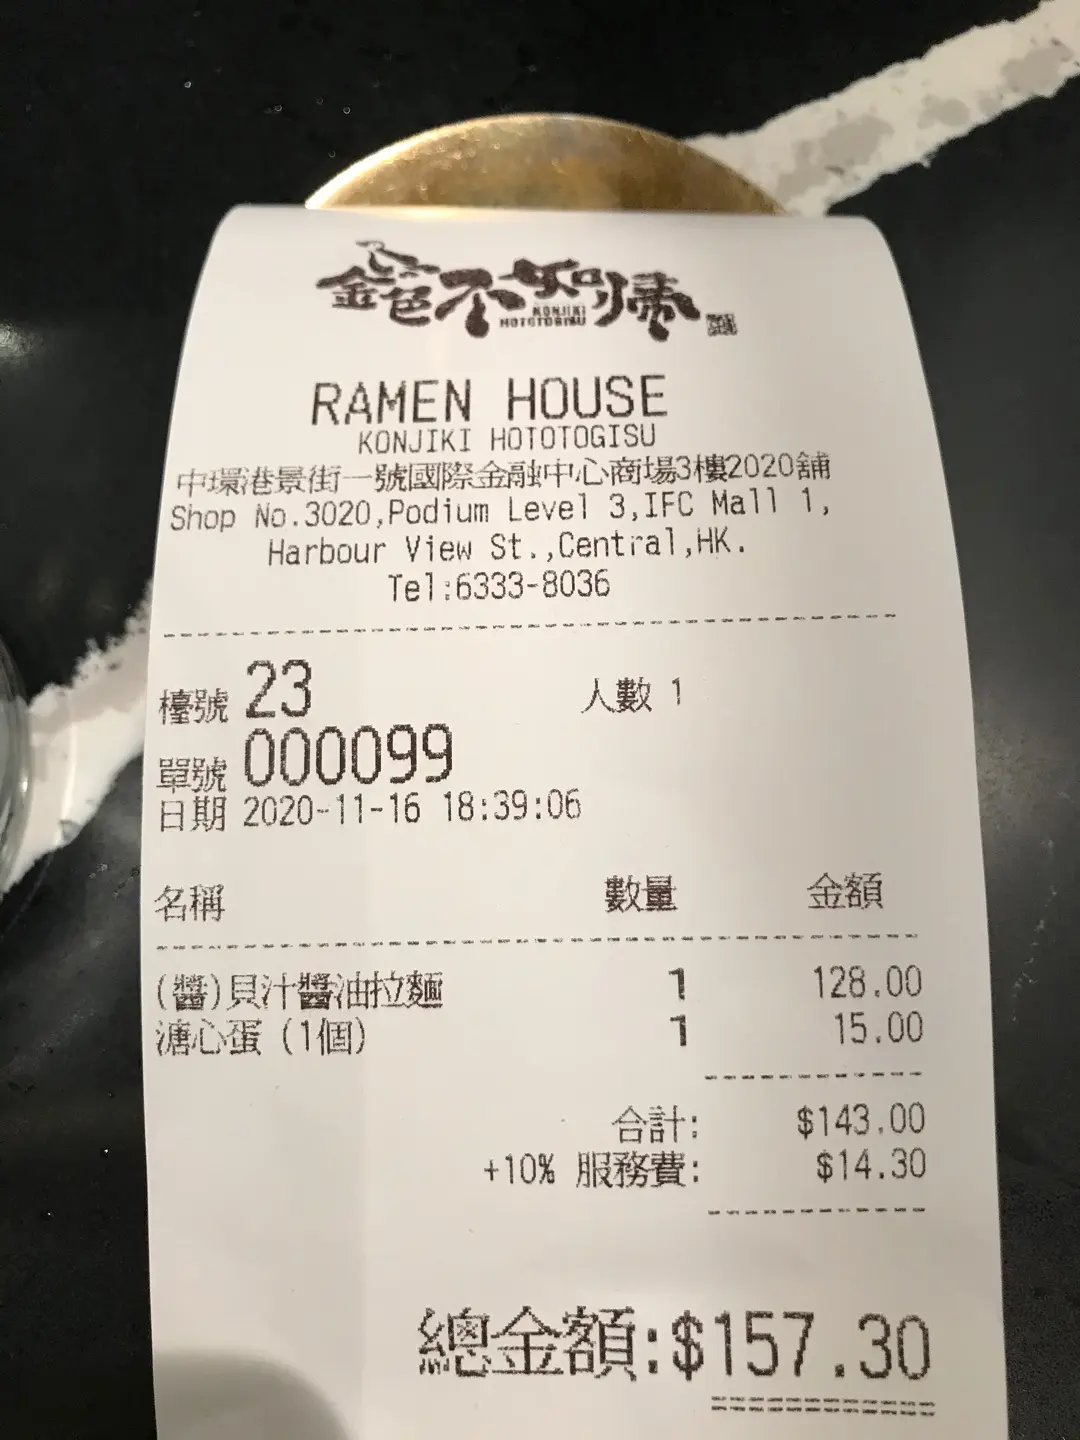 金色不如歸
KONJIKI
HOTOTOGISU
RAMEN HOUSE
KONJIKI HOTOTOGISU
中環港景街一號國際金融中心商場3樓2020舖
Shop No.3020,Podium Level 3,IFC Mall 1,
Harbour View St.,Central,HK.
Tel:6333-8036
檯號 23 人數 1
單號 000099
日期 2020-11-16 18:39:06
名稱 數量 金額
(醬)貝汁醬油拉麵 1 128.00
溏心蛋 (1個) 1 15.00
合計: $143.00
+10% 服務費: $14.30
總金額:$157.30